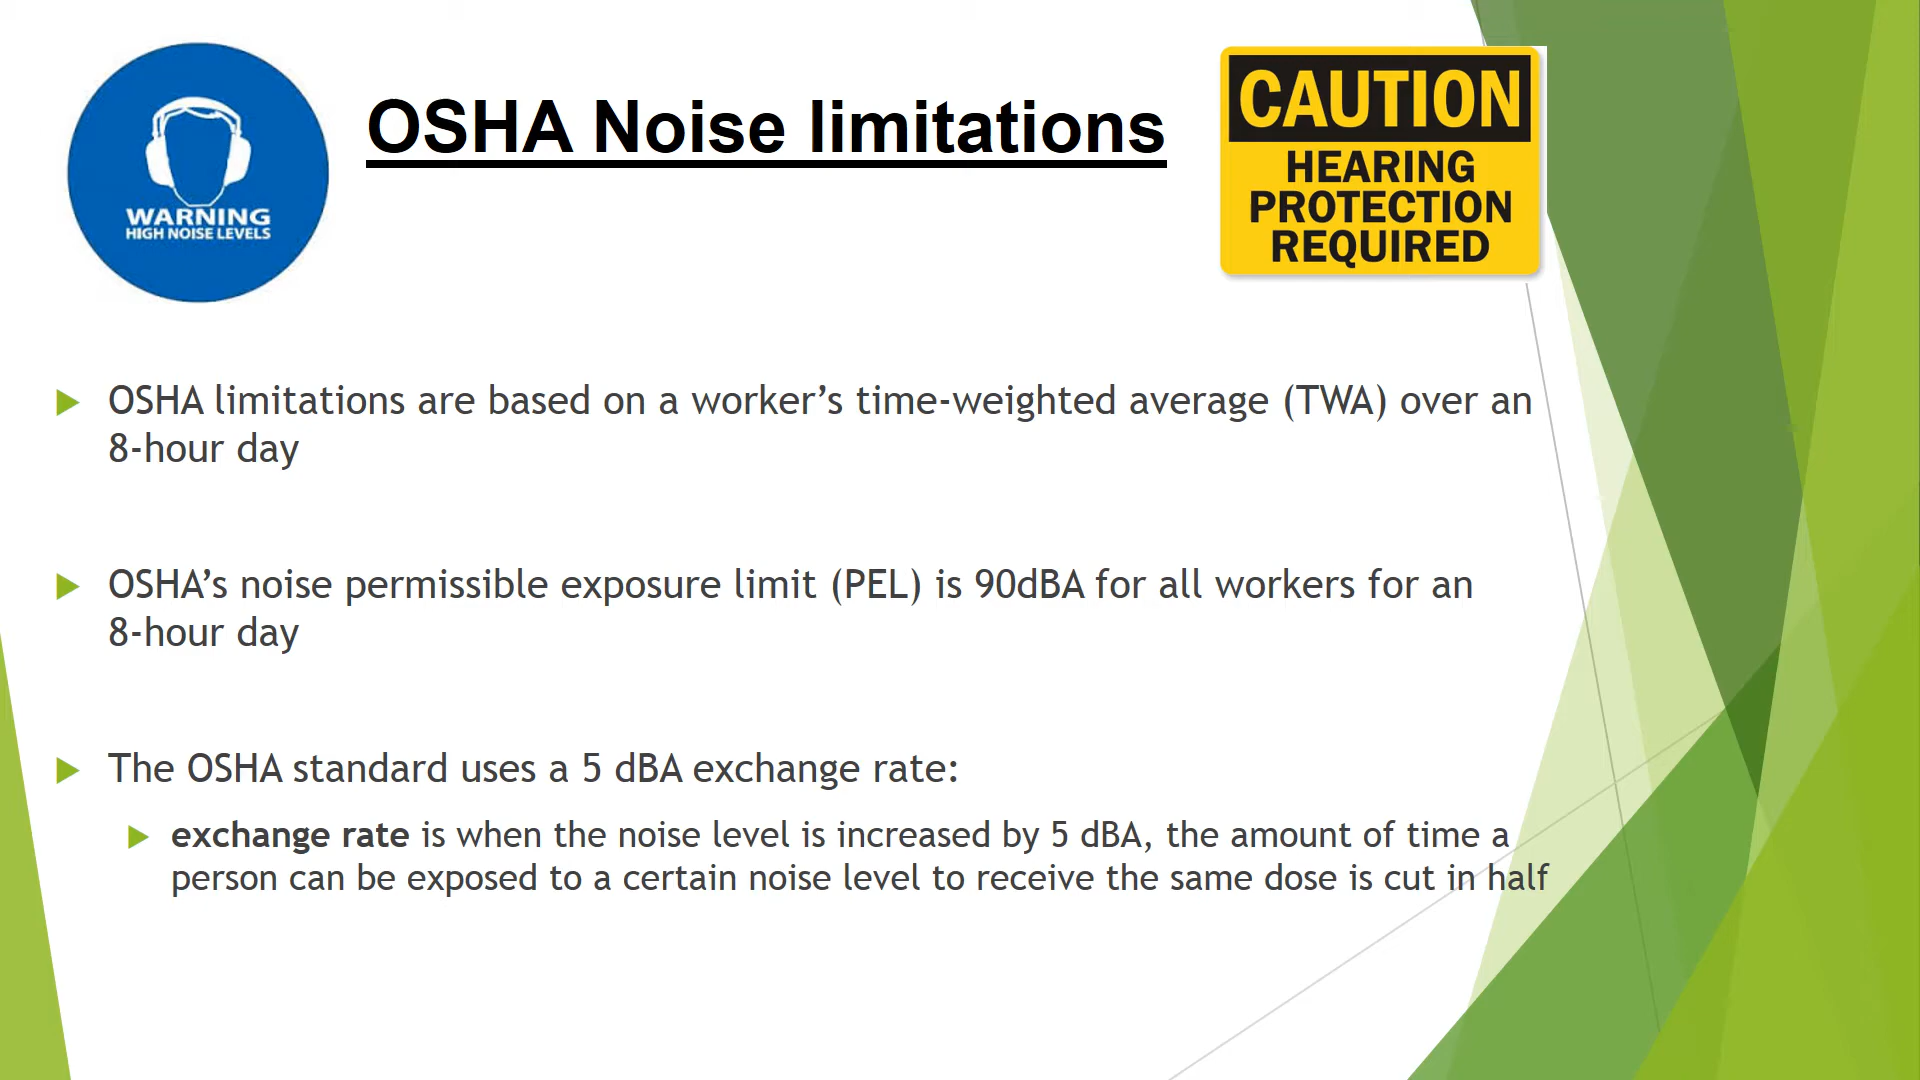 WARNING
HIGH NOISE LEVELS
OSHA Noise limitations
CAUTION
HEARING
PROTECTION
REQUIRED
OSHA limitations are based on a worker’s time-weighted average (TWA) over an
8-hour day
OSHA’s noise permissible exposure limit (PEL) is 90dBA for all workers for an
8-hour day
The OSHA standard uses a 5 dBA exchange rate:
exchange rate is when the noise level is increased by 5 dBA, the amount of time a
person can be exposed to a certain noise level to receive the same dose is cut in half